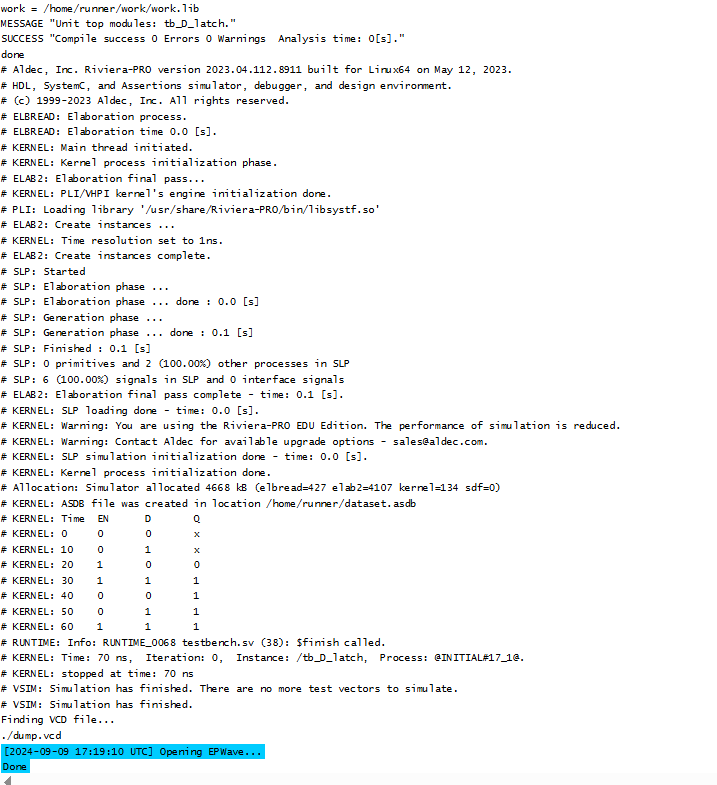 work = /home/runner/work/work.lib
MESSAGE "Unit top modules: tb_D_latch."
SUCCESS "Compile success 0 Errors 0 Warnings  Analysis time: 0[s]."
done
# Aldec, Inc. Riviera-PRO version 2023.04.112.8911 built for Linux64 on May 12, 2023.
# HDL, SystemC, and Assertions simulator, debugger, and design environment.
# (c) 1999-2023 Aldec, Inc. All rights reserved.
# ELBREAD: Elaboration process.
# ELBREAD: Elaboration time 0.0 [s].
# KERNEL: Main thread initiated.
# KERNEL: Kernel process initialization phase.
# ELAB2: Elaboration final pass...
# KERNEL: PLI/VHPI kernel's engine initialization done.
# PLI: Loading library '/usr/share/Riviera-PRO/bin/libsystf.so'
# ELAB2: Create instances ...
# KERNEL: Time resolution set to 1ns.
# ELAB2: Create instances complete.
# SLP: Started
# SLP: Elaboration phase ...
# SLP: Elaboration phase ... done : 0.0 [s]
# SLP: Generation phase ...
# SLP: Generation phase ... done : 0.1 [s]
# SLP: Finished : 0.1 [s]
# SLP: 0 primitives and 2 (100.00%) other processes in SLP
# SLP: 6 (100.00%) signals in SLP and 0 interface signals
# ELAB2: Elaboration final pass complete - time: 0.1 [s].
# KERNEL: SLP loading done - time: 0.0 [s].
# KERNEL: Warning: You are using the Riviera-PRO EDU Edition. The performance of simulation is reduced.
# KERNEL: Warning: Contact Aldec for available upgrade options - sales@aldec.com.
# KERNEL: SLP simulation initialization done - time: 0.0 [s].
# KERNEL: Kernel process initialization done.
# Allocation: Simulator allocated 4668 kB (elbread=427 elab2=4107 kernel=134 sdf=0)
# KERNEL: ASDB file was created in location /home/runner/dataset.asdb
# KERNEL: Time  EN      D       Q
# KERNEL: 0     0       0       x
# KERNEL: 10    0       1       x
# KERNEL: 20    1       0       0
# KERNEL: 30    1       1       1
# KERNEL: 40    0       0       1
# KERNEL: 50    0       1       1
# KERNEL: 60    1       1       1
# RUNTIME: Info: RUNTIME_0068 testbench.sv (38): $finish called.
# KERNEL: Time: 70 ns,  Iteration: 0,  Instance: /tb_D_latch,  Process: @INITIAL#17_1@.
# KERNEL: stopped at time: 70 ns
# VSIM: Simulation has finished. There are no more test vectors to simulate.
# VSIM: Simulation has finished.
Finding VCD file...
./dump.vcd
[2024-09-09 17:19:10 UTC] Opening EPWave...
Done